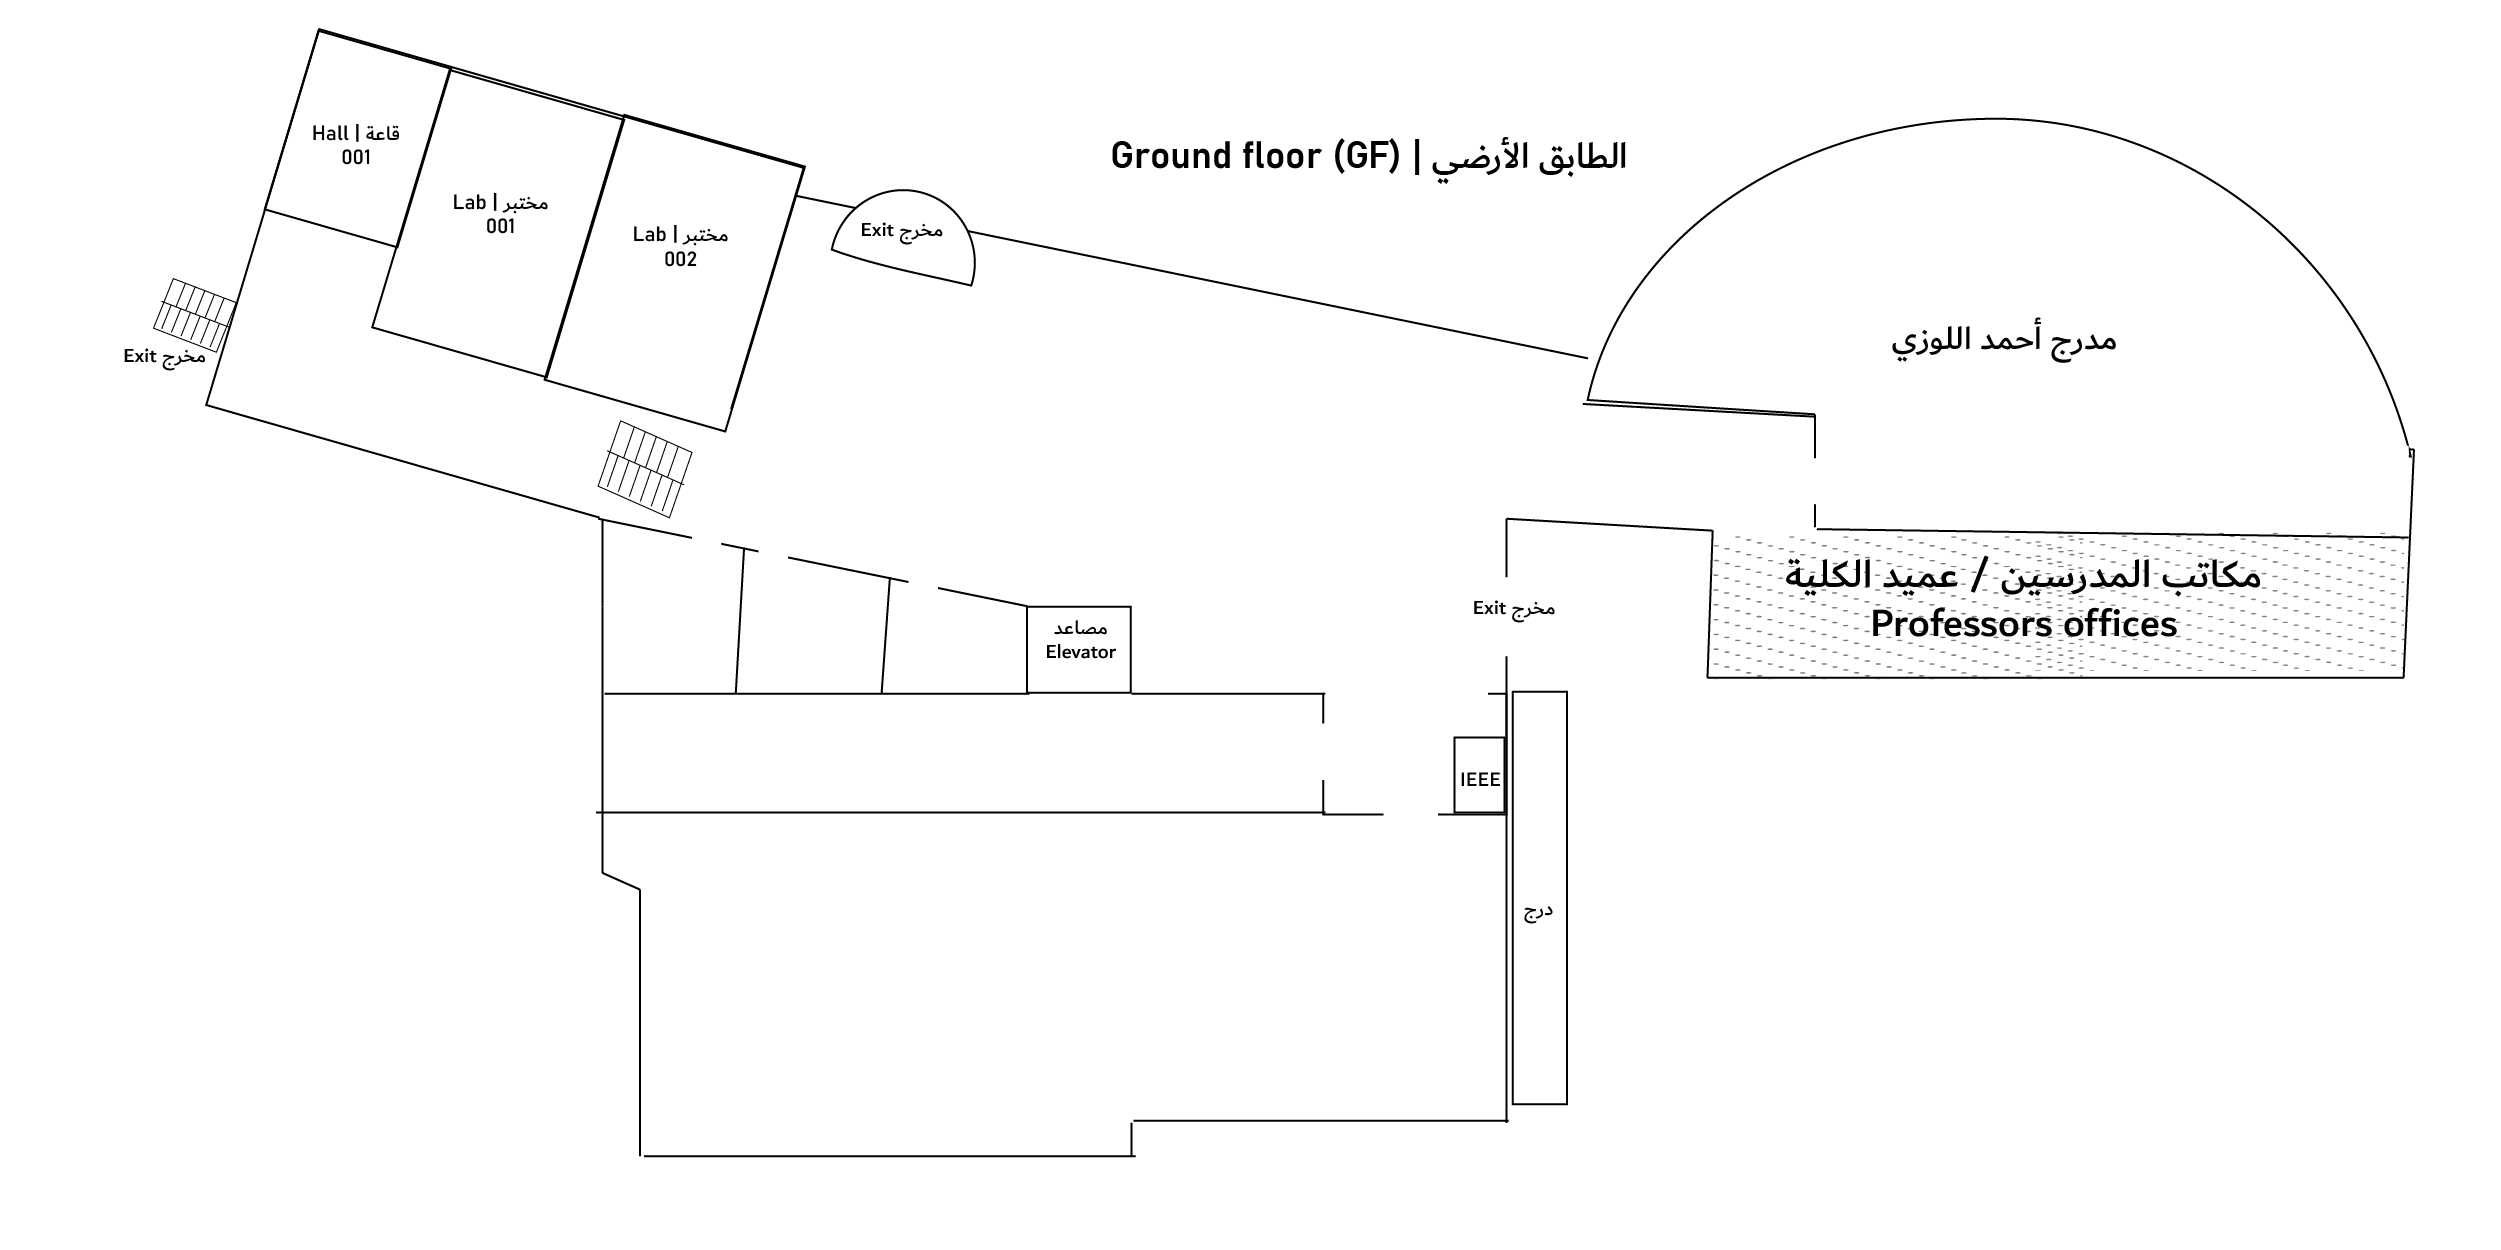 Ground floor (GF) | الطابق الأرضي
Hall | قاعة
001
Lab | مختبر
001
Lab | مختبر
002
Exit مخرج
Exit مخرج
مدرج أحمد اللوزي
مكاتب المدرسين / عميد الكلية
Professors offices
Exit مخرج
مصاعد
Elevator
IEEE
درج